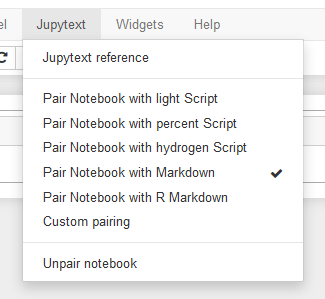 el Jupytext Widgets Help
Jupytext reference
Pair Notebook with light Script
Pair Notebook with percent Script
Pair Notebook with hydrogen Script
Pair Notebook with Markdown
Pair Notebook with R Markdown
Custom pairing
Unpair notebook